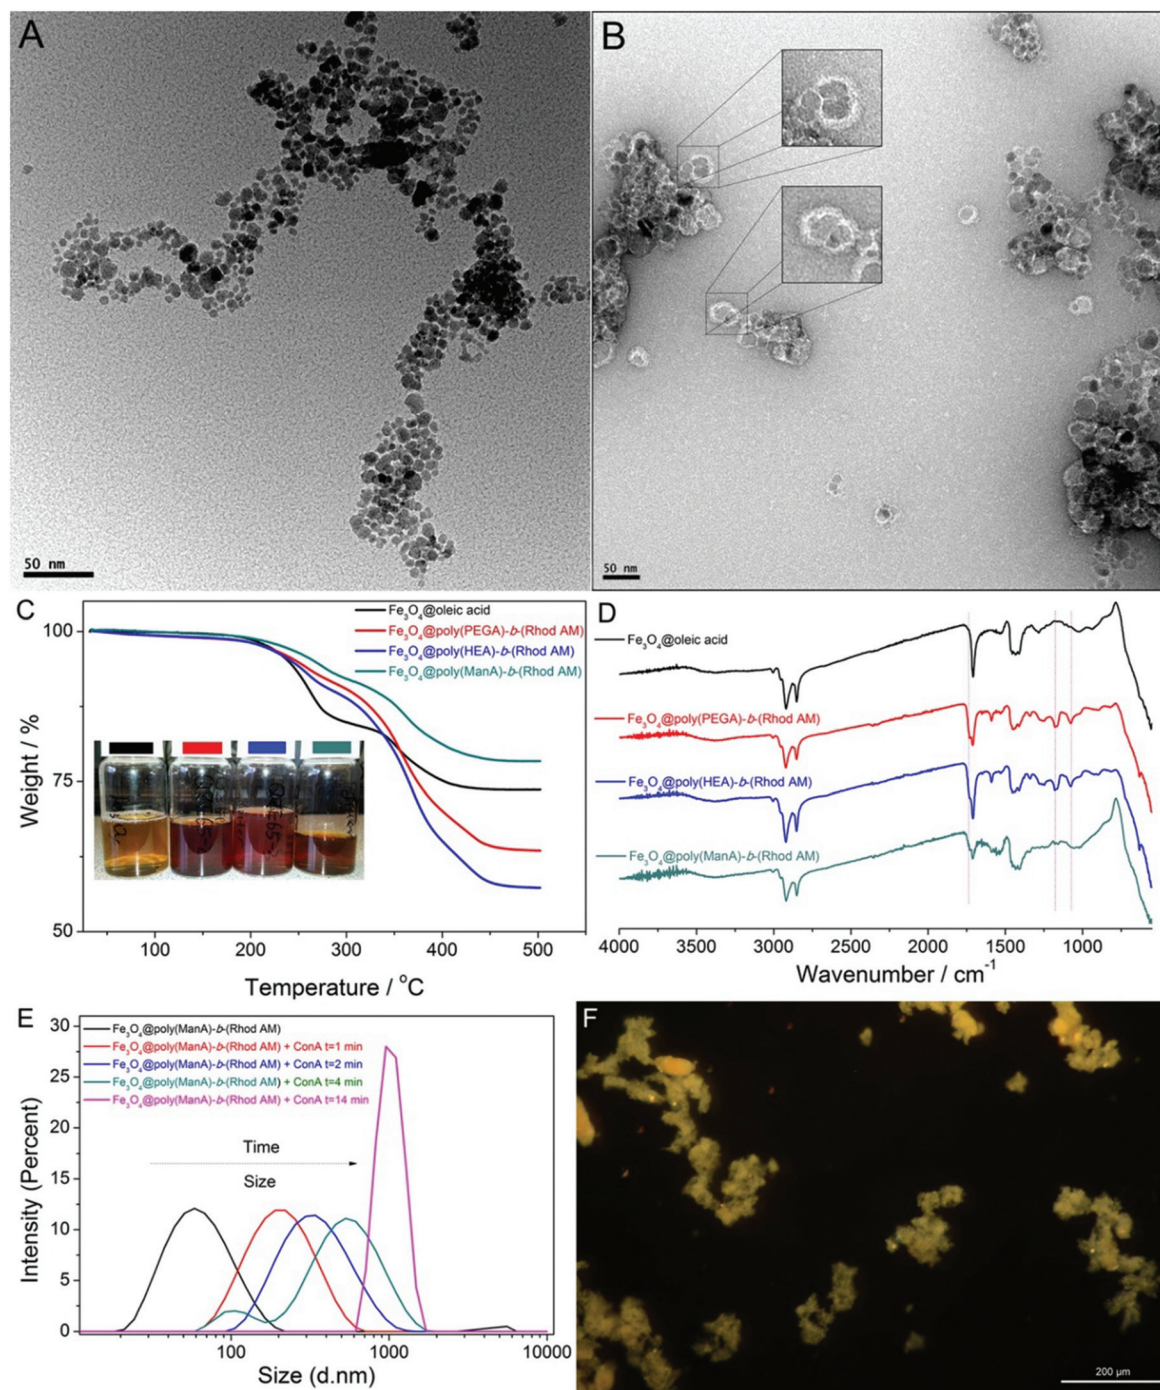 A
50 nm
B
50 nm
C
Fe₃O₄@oleic acid
Fe₃O₄@poly(PEGA)-b-(Rhod AM)
Fe₃O₄@poly(HEA)-b-(Rhod AM)
Fe₃O₄@poly(ManA)-b-(Rhod AM)
100
75
50
Weight / %
100
200
300
400
500
Temperature / °C
D
Fe₃O₄@oleic acid
Fe₃O₄@poly(PEGA)-b-(Rhod AM)
Fe₃O₄@poly(HEA)-b-(Rhod AM)
Fe₃O₄@poly(ManA)-b-(Rhod AM)
4000
3500
3000
2500
2000
1500
1000
Wavenumber / cm⁻¹
E
Fe₃O₄@poly(ManA)-b-(Rhod AM)
Fe₃O₄@poly(ManA)-b-(Rhod AM) + ConA t=1 min
Fe₃O₄@poly(ManA)-b-(Rhod AM) + ConA t=2 min
Fe₃O₄@poly(ManA)-b-(Rhod AM) + ConA t=4 min
Fe₃O₄@poly(ManA)-b-(Rhod AM) + ConA t=14 min
Time
Size
30
25
20
15
10
5
0
Intensity (Percent)
100
1000
10000
Size (d.nm)
F
200 µm